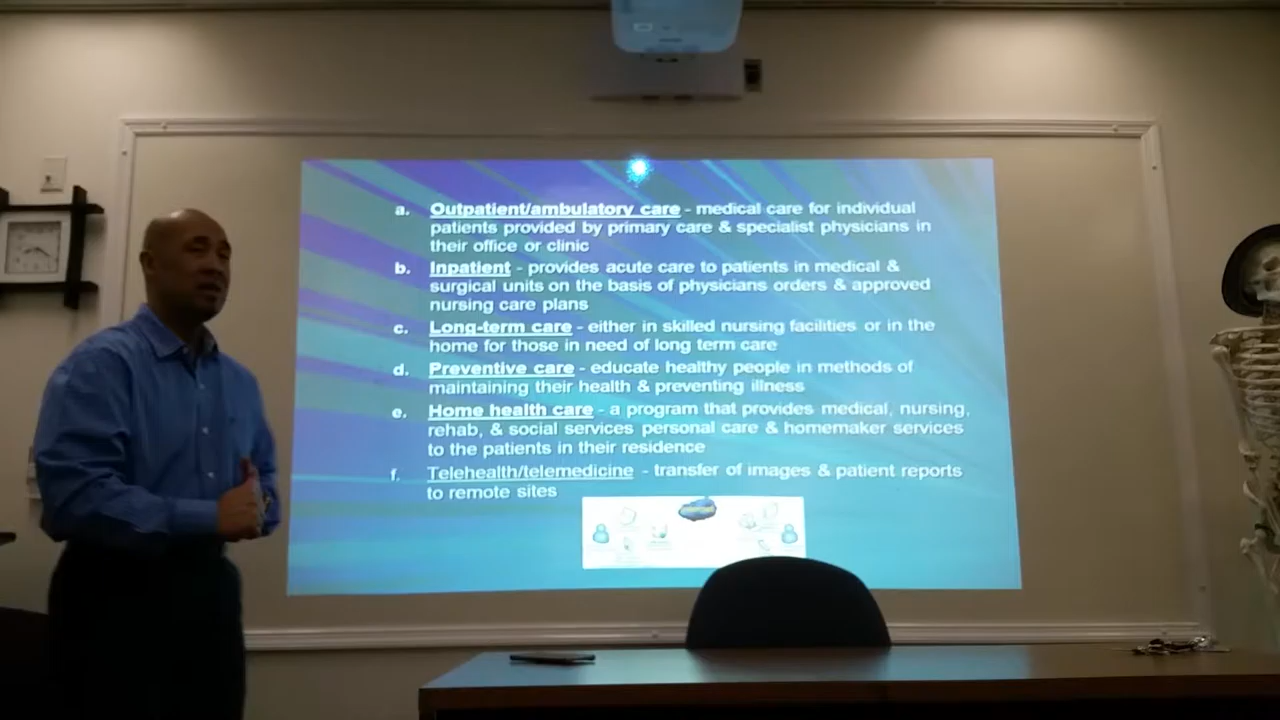 a. Outpatient/ambulatory care - medical care for individual
patients provided by primary care & specialist physicians in
their office or clinic
b. Inpatient - provides acute care to patients in medical &
surgical units on the basis of physicians orders & approved
nursing care plans
c. Long-term care - either in skilled nursing facilities or in the
home for those in need of long term care
d. Preventive care - educate healthy people in methods of
maintaining their health & preventing illness
e. Home health care - a program that provides medical, nursing,
rehab, & social services personal care & homemaker services
to the patients in their residence
f. Telehealth/telemedicine - transfer of images & patient reports
to remote sites